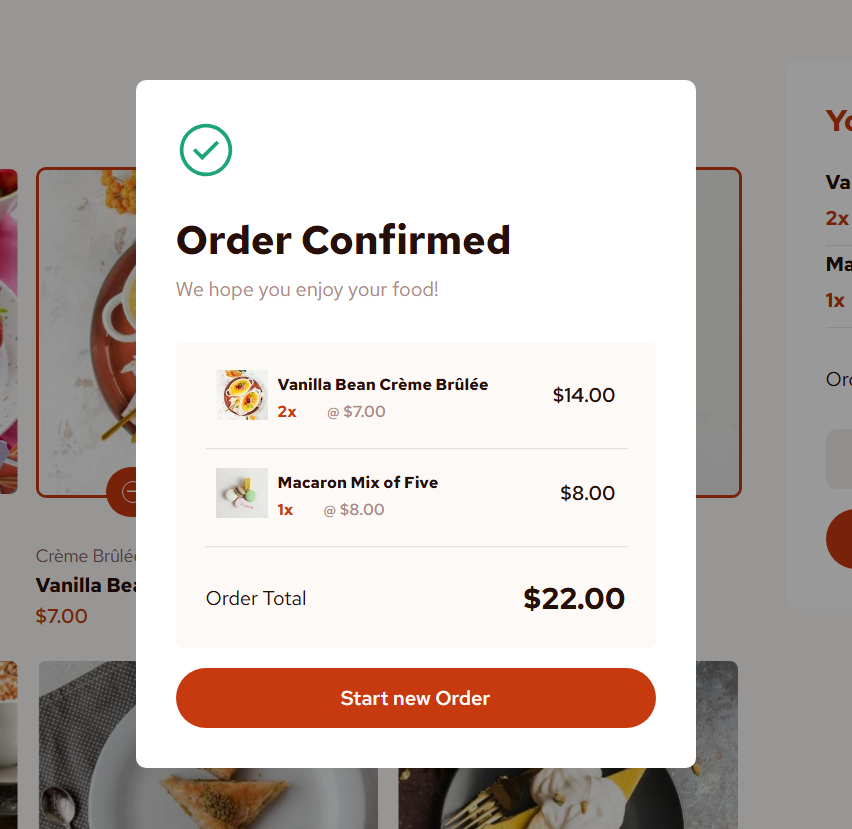 Order Confirmed
We hope you enjoy your food!
Vanilla Bean Crème Brûlée
2x @ $7.00
$14.00
Macaron Mix of Five
1x @ $8.00
$8.00
Order Total $22.00
Start new Order
Crème Brûlée
Vanilla Bea
$7.00
Yo
Va
2x
Ma
1x
Ord